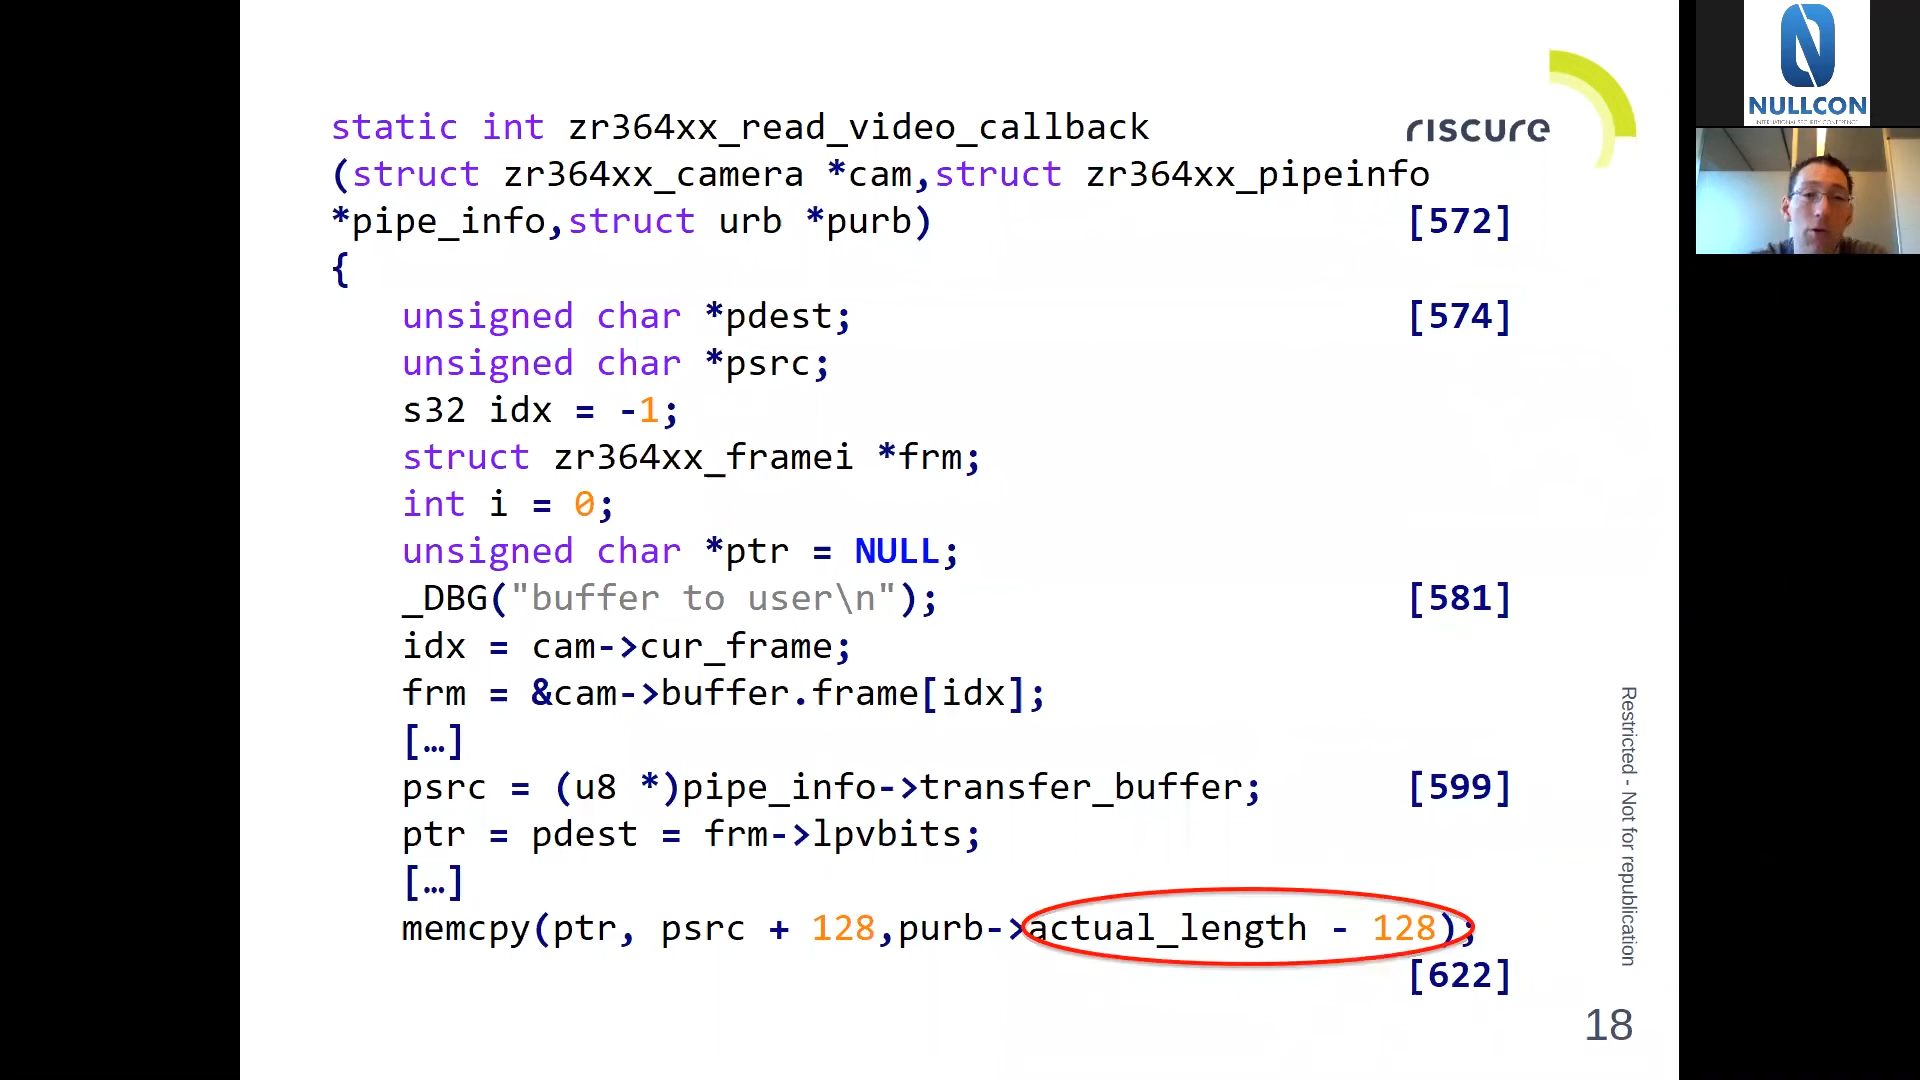 static int zr364xx_read_video_callback
(struct zr364xx_camera *cam,struct zr364xx_pipeinfo
*pipe_info,struct urb *purb) [572]
{
unsigned char *pdest; [574]
unsigned char *psrc;
s32 idx = -1;
struct zr364xx_framei *frm;
int i = 0;
unsigned char *ptr = NULL;
_DBG("buffer to user\n"); [581]
idx = cam->cur_frame;
frm = &cam->buffer.frame[idx];
[…]
psrc = (u8 *)pipe_info->transfer_buffer; [599]
ptr = pdest = frm->lpvbits;
[…]
memcpy(ptr, psrc + 128,purb->actual_length - 128);
[622]
riscure
Restricted - Not for republication
18
NULLCON
INTERNATIONAL SECURITY CONFERENCE